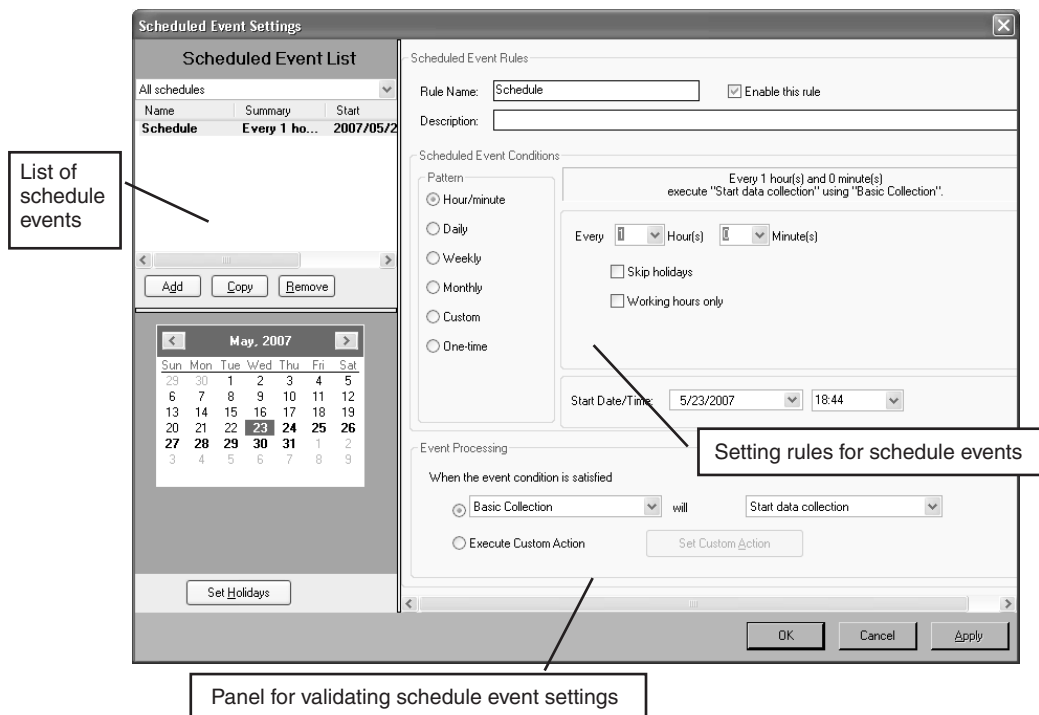 Scheduled Event Settings
Scheduled Event List
All schedules
Name Summary Start
Schedule Every 1 ho... 2007/05/2
List of
schedule
events
Add Copy Remove
May, 2007
Sun Mon Tue Wed Thu Fri Sat
29 30 1 2 3 4 5
6 7 8 9 10 11 12
13 14 15 16 17 18 19
20 21 22 23 24 25 26
27 28 29 30 31 1 2
3 4 5 6 7 8 9
Set Holidays
Scheduled Event Rules
Rule Name: Schedule Enable this rule
Description:
Scheduled Event Conditions
Pattern
Hour/minute
Daily
Weekly
Monthly
Custom
One-time
Every 1 hour(s) and 0 minute(s)
execute "Start data collection" using "Basic Collection".
Every 1 Hour(s) 0 Minute(s)
Skip holidays
Working hours only
Start Date/Time: 5/23/2007 18:44
Setting rules for schedule events
Event Processing
When the event condition is satisfied
Basic Collection will Start data collection
Execute Custom Action Set Custom Action
OK Cancel Apply
Panel for validating schedule event settings